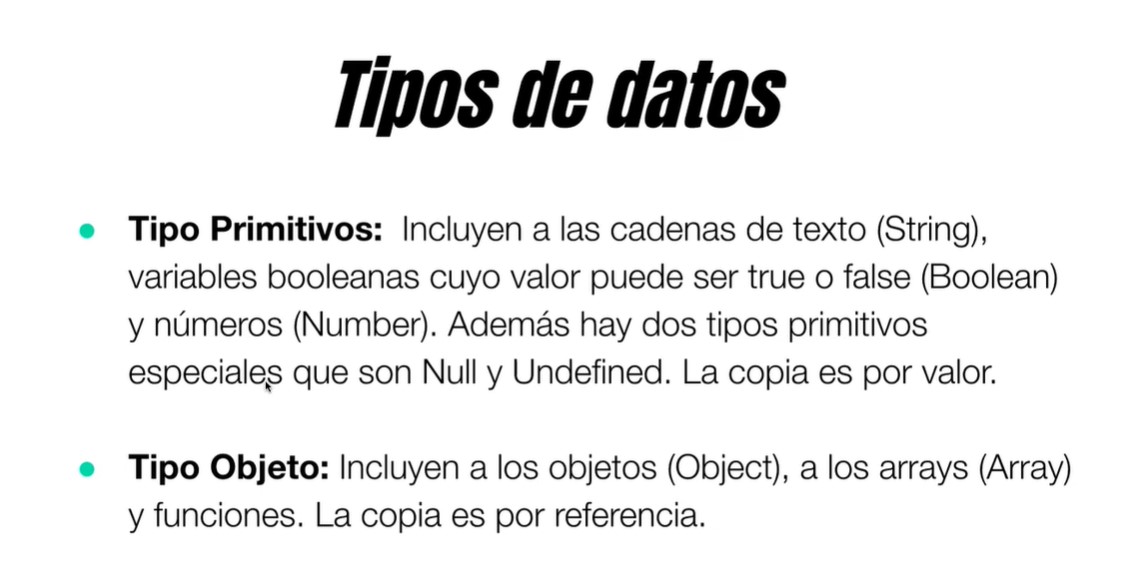 Tipos de datos
Tipo Primitivos: Incluyen a las cadenas de texto (String),
variables booleanas cuyo valor puede ser true o false (Boolean)
y números (Number). Además hay dos tipos primitivos
especiales que son Null y Undefined. La copia es por valor.
Tipo Objeto: Incluyen a los objetos (Object), a los arrays (Array)
y funciones. La copia es por referencia.